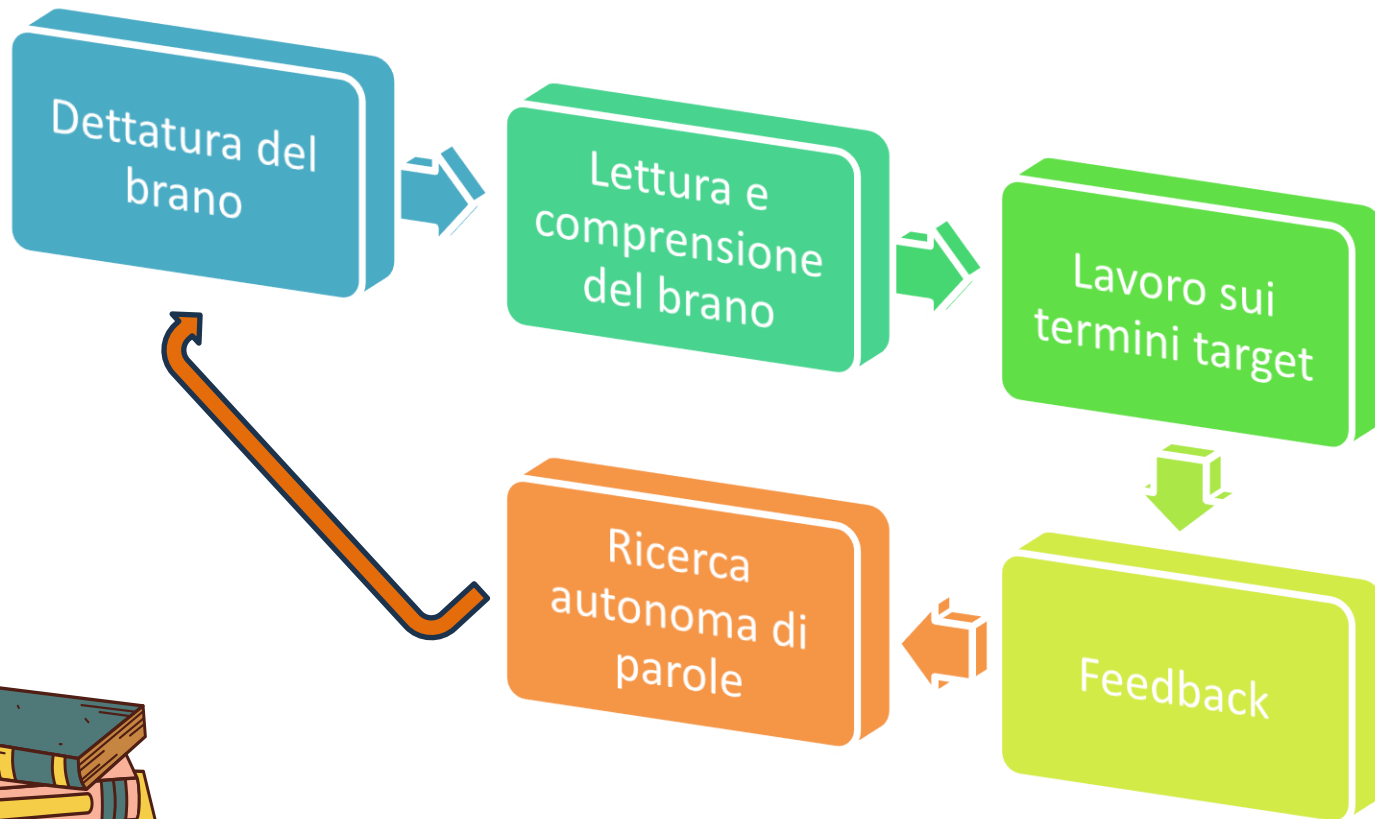 Dettatura del
brano
Lettura e
comprensione
del brano
Lavoro sui
termini target
Feedback
Ricerca
autonoma di
parole